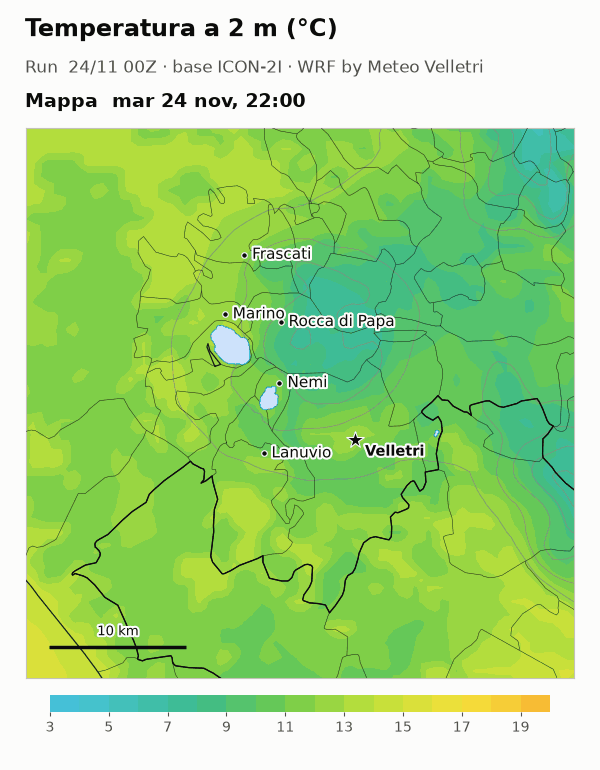 Temperatura a 2 m (°C)
Run  24/11 00Z · base ICON-2I · WRF by Meteo Velletri
Mappa  mar 24 nov, 22:00
Frascati
Marino
Rocca di Papa
Nemi
Velletri
Lanuvio
10 km
3 5 7 9 11 13 15 17 19